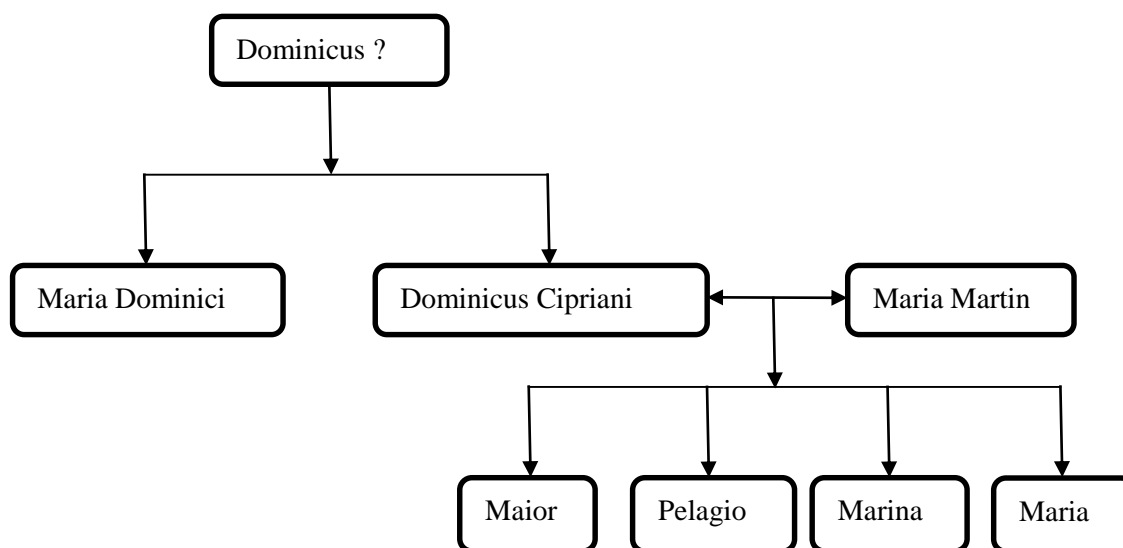 Dominicus ?
Maria Dominici
Dominicus Cipriani
Maria Martin
Maior
Pelagio
Marina
Maria